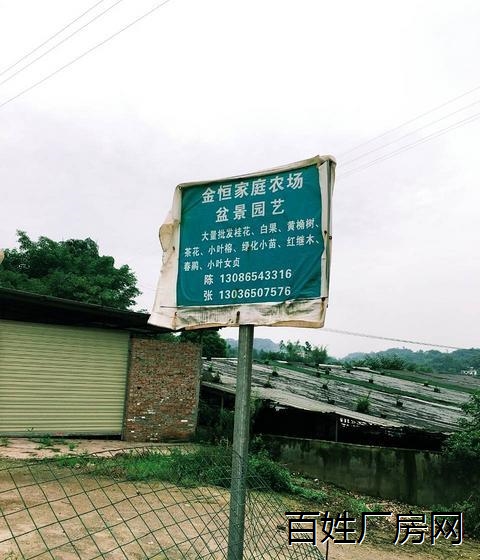 金恒家庭农场
盆景园艺
大量批发桂花、白果、黄桷树、
茶花、小叶榕、绿化小苗、红继木、
春鹃、小叶女贞
陈 13086543316
张 13036507576
百姓厂房网